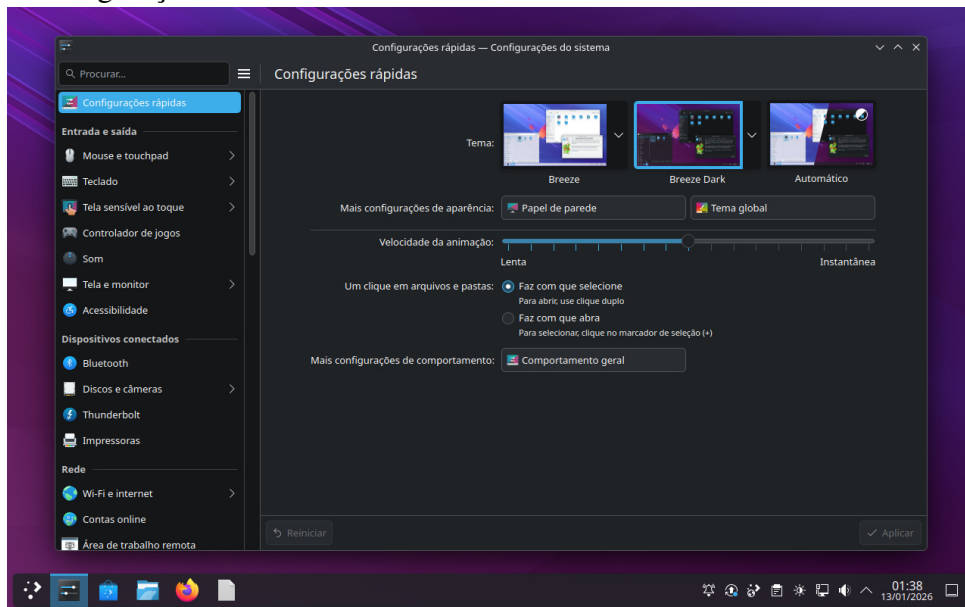 Configurações rápidas — Configurações do sistema
Procurar...
Configurações rápidas
Configurações rápidas
Entrada e saída
Mouse e touchpad
Teclado
Tela sensível ao toque
Controlador de jogos
Som
Tela e monitor
Acessibilidade
Dispositivos conectados
Bluetooth
Discos e câmeras
Thunderbolt
Impressoras
Rede
Wi-Fi e internet
Contas online
Área de trabalho remota
Tema:
Breeze
Breeze Dark
Automático
Mais configurações de aparência:
Papel de parede
Tema global
Velocidade da animação:
Lenta
Instantânea
Um clique em arquivos e pastas:
Faz com que selecione
Para abrir, use clique duplo
Faz com que abra
Para selecionar, clique no marcador de seleção (+)
Mais configurações de comportamento:
Comportamento geral
Reiniciar
Aplicar
01:38
13/01/2026